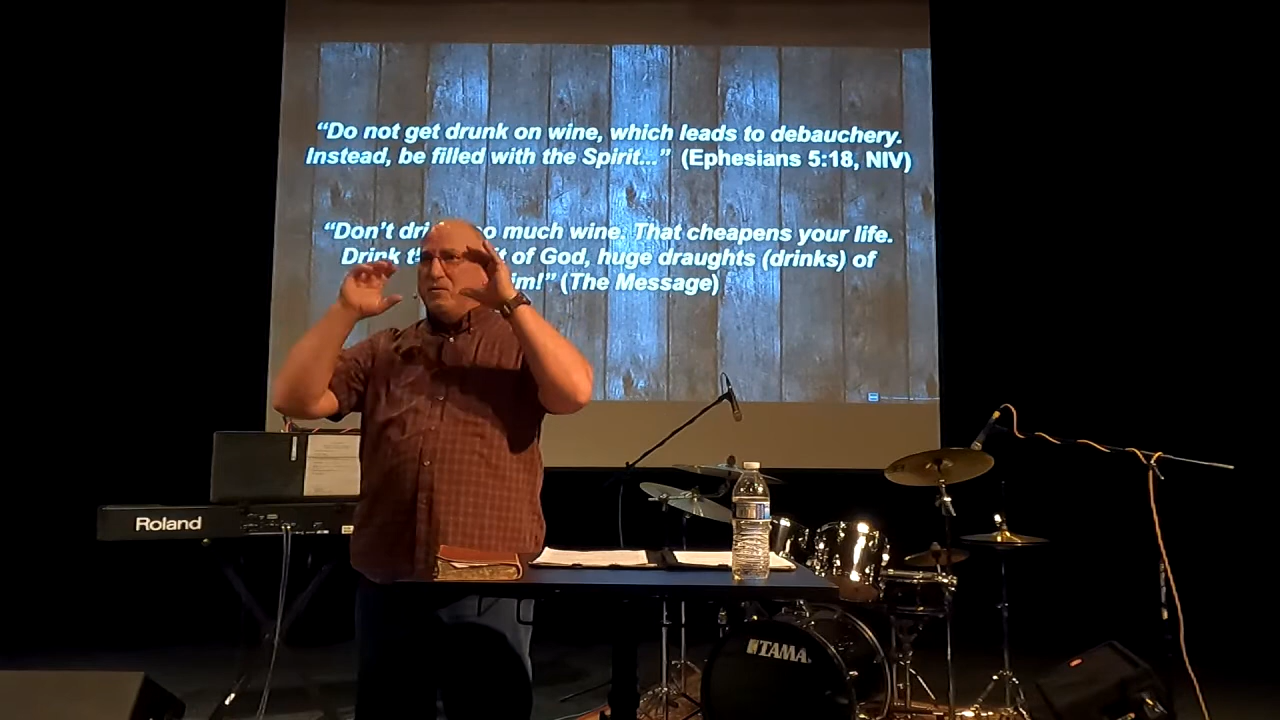 “Do not get drunk on wine, which leads to debauchery.
Instead, be filled with the Spirit...” (Ephesians 5:18, NIV)
“Don’t o much wine. That cheapens your life.
Drink of God, huge draughts (drinks) of
(The Message)
Roland
TAMA